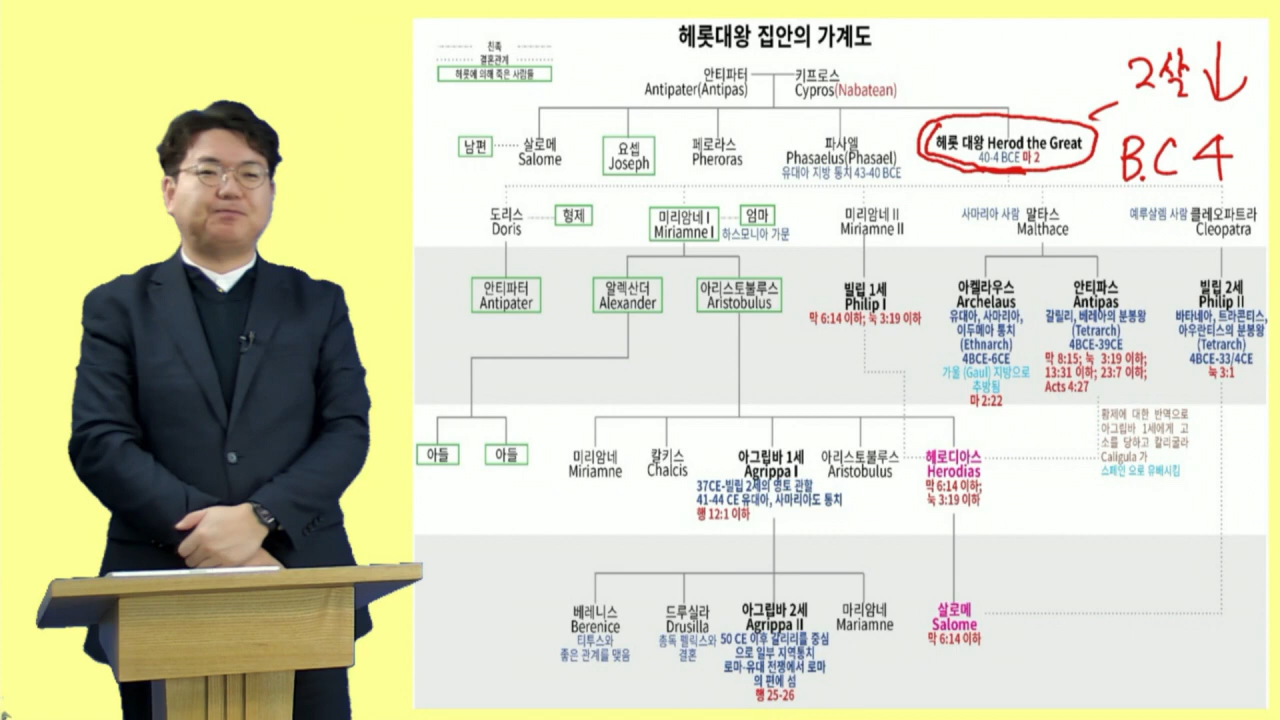 헤롯대왕 집안의 가계도
친족
결혼관계
헤롯에 의해 죽은 사람들
안티파터
Antipater(Antipas)
키프로스
Cypros(Nabatean)
2살 ↓
B.C 4
남편
살로메
Salome
요셉
Joseph
페로라스
Pheroras
파사엘
Phasaelus(Phasael)
유대아 지방 통치 43-40 BCE
헤롯 대왕 Herod the Great
40-4 BCE 마 2
도리스
Doris
형제
미리암네 I
Miriamne I
엄마
하스모니아 가문
미리암네 II
Miriamne II
사마리아 사람 말타스
Malthace
예루살렘 사람 클레오파트라
Cleopatra
안티파터
Antipater
알렉산더
Alexander
아리스토불루스
Aristobulus
빌립 1세
Philip I
막 6:14 이하; 눅 3:19 이하
아켈라우스
Archelaus
유대아, 사마리아,
이두메아 통치
(Ethnarch)
4BCE-6CE
가울 (Gaul) 지방으로
추방됨
마 2:22
안티파스
Antipas
갈릴리, 베레아의 분봉왕
(Tetrarch)
4BCE-39CE
막 8:15; 눅 3:19 이하;
13:31 이하; 23:7 이하;
Acts 4:27
빌립 2세
Philip II
바타네아, 트라콘티스,
아우란티스의 분봉왕
(Tetrarch)
4BCE-33/4CE
눅 3:1
황제에 대한 반역으로
아그립바 1세에게 고
소를 당하고 칼리굴라
Caligula 가
스페인 으로 유배시킴
아들
아들
미리암네
Miriamne
칼키스
Chalcis
아그립바 1세
Agrippa I
37CE-빌립 2세의 영토 관할
41-44 CE 유대아, 사마리아도 통치
행 12:1 이하
아리스토불루스
Aristobulus
헤로디아스
Herodias
막 6:14 이하;
눅 3:19 이하
베레니스
Berenice
티투스와
좋은 관계를 맺음
드루실라
Drusilla
총독 펠릭스와
결혼
아그립바 2세
Agrippa II
50 CE 이후 갈리리를 중심
으로 일부 지역통치
로마-유대 전쟁에서 로마
의 편에 섬
행 25-26
마리암네
Mariamne
살로메
Salome
막 6:14 이하